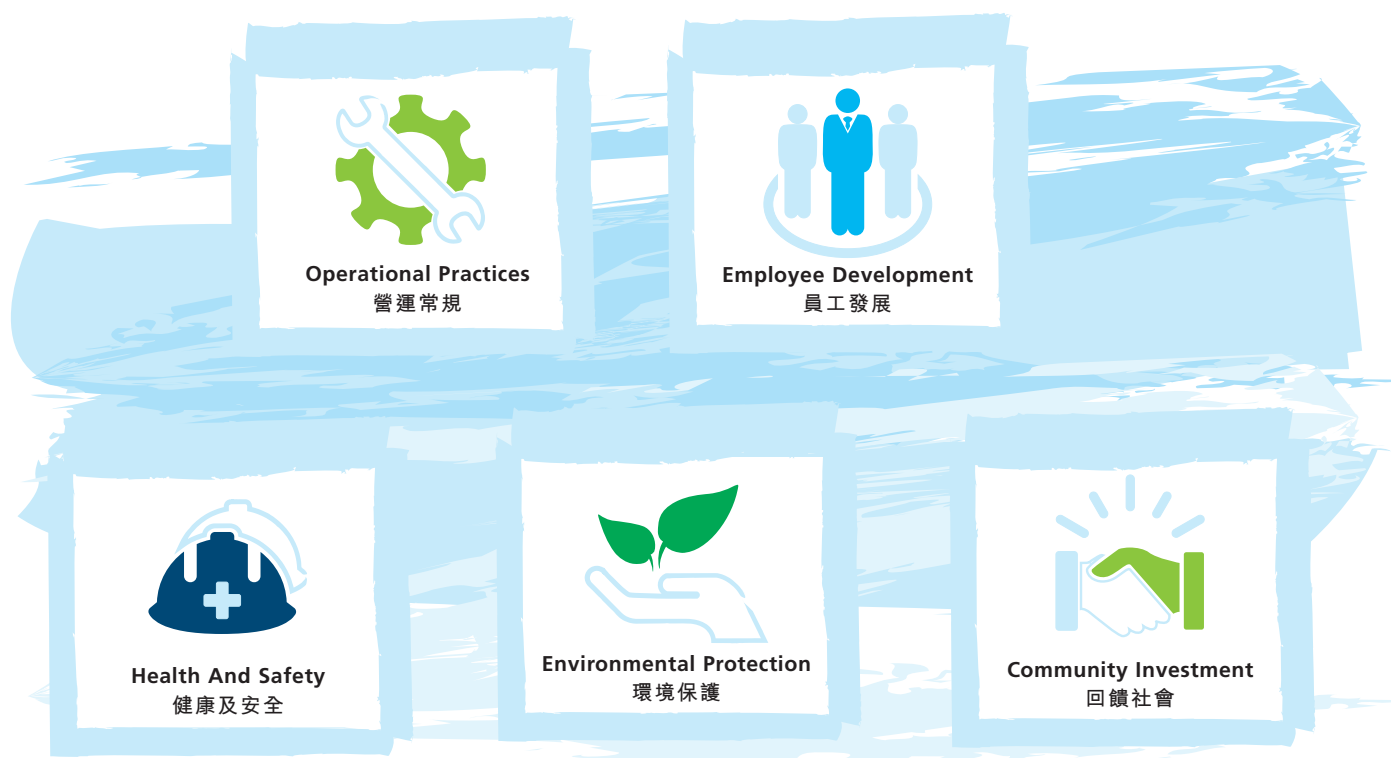 Operational Practices
營運常規
Employee Development
員工發展
Health And Safety
健康及安全
Environmental Protection
環境保護
Community Investment
回饋社會